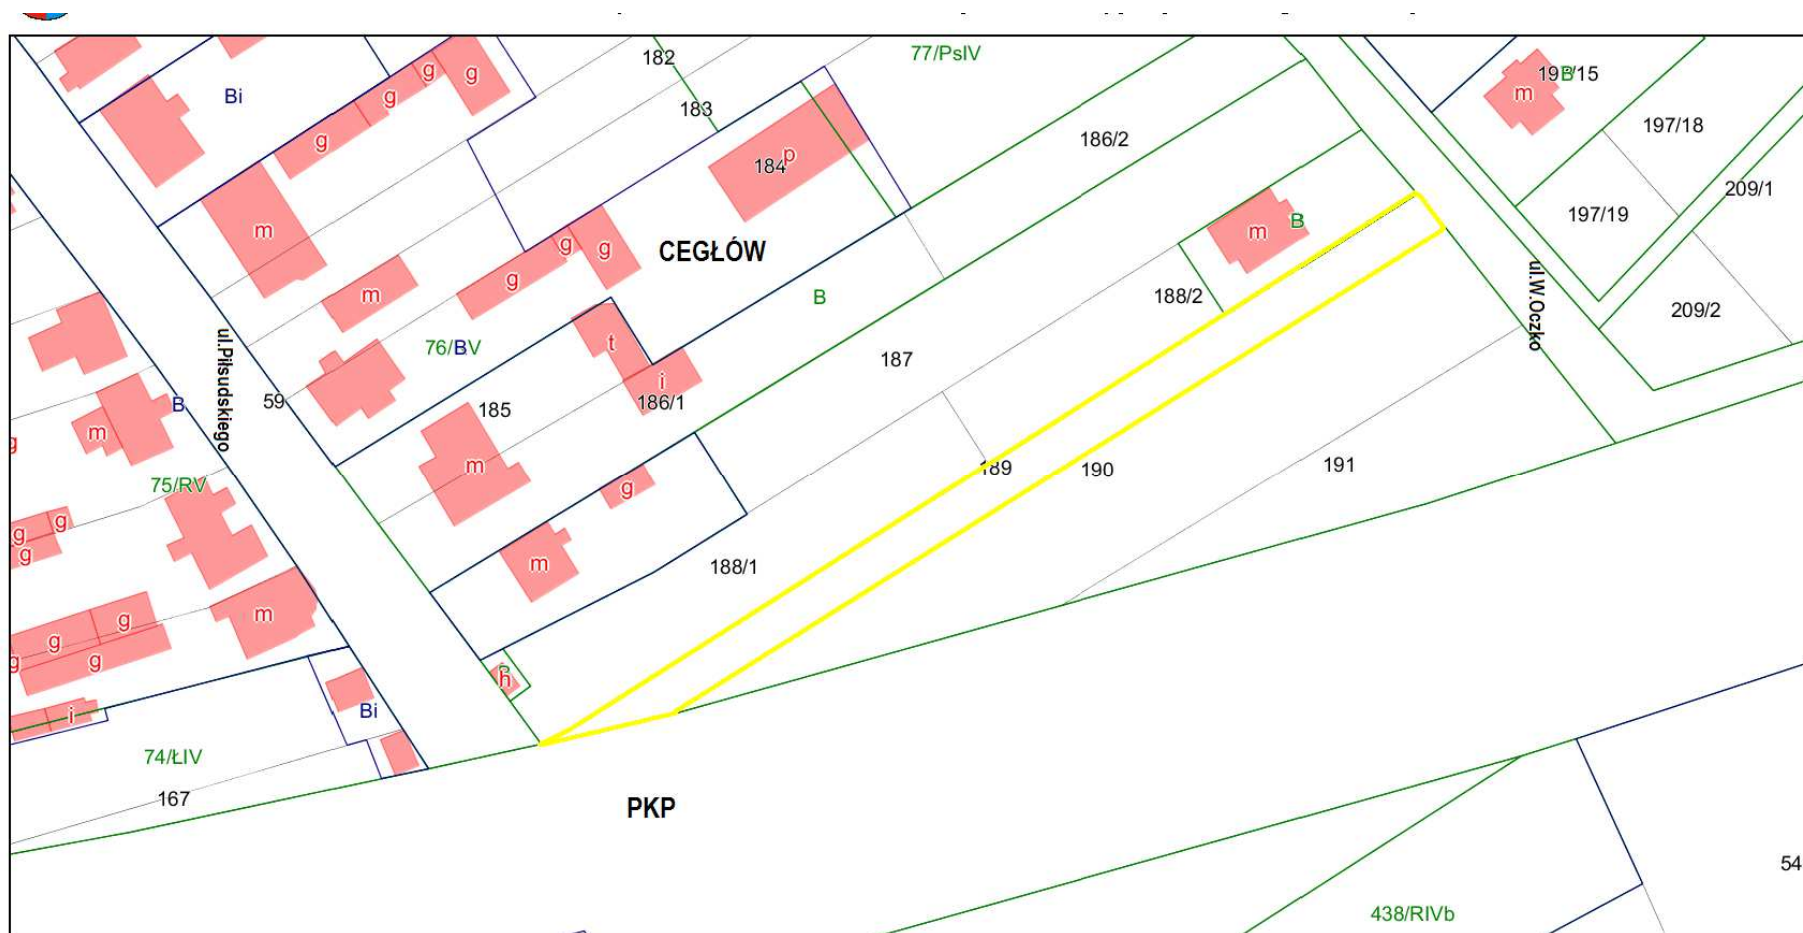 182
77/PsIV
g
g
B
m
Bi
g
183
186/2
197/18
g
184
p
209/1
m
m
B
197/19
g
g
CEGŁÓW
m
g
B
188/2
ul.W.Oczko
209/2
t
76/BV
187
ul.Piłsudskiego
59
i
186/1
B
185
m
g
m
189
190
191
75/RV
g
g
g
g
m
188/1
g
m
g
g
g
h
i
Bi
74/ŁIV
167
PKP
54
438/RIVb